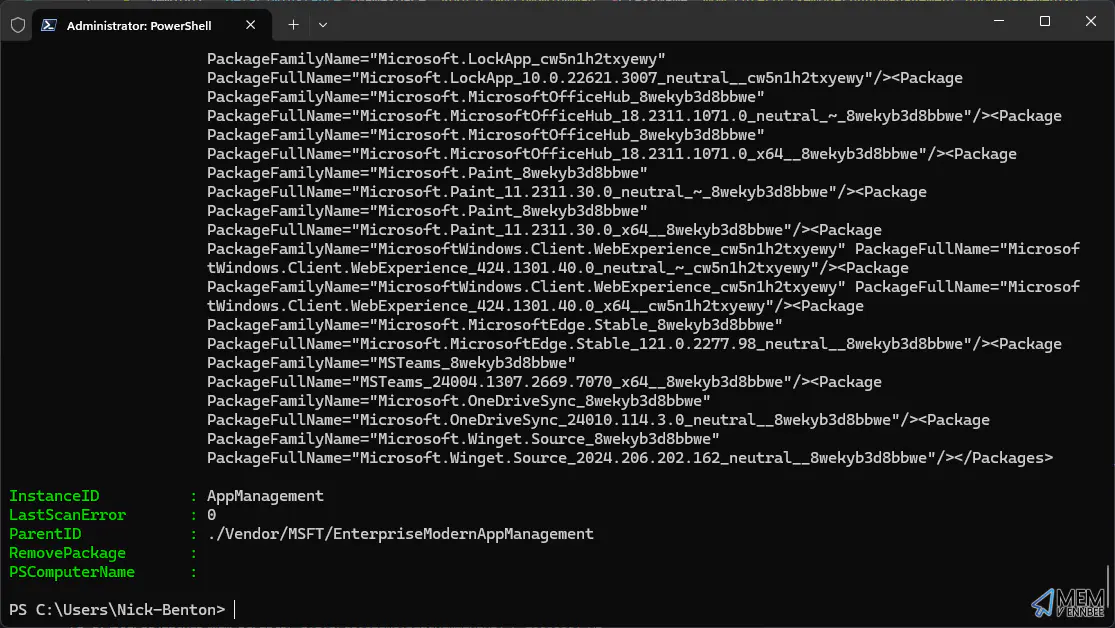 Administrator: PowerShell
PackageFamilyName="Microsoft.LockApp_cw5n1h2txyewy"
PackageFullName="Microsoft.LockApp_10.0.22621.3007_neutral__cw5n1h2txyewy"/><Package
PackageFamilyName="Microsoft.MicrosoftOfficeHub_8wekyb3d8bbwe"
PackageFullName="Microsoft.MicrosoftOfficeHub_18.2311.1071.0_neutral_~_8wekyb3d8bbwe"/><Package
PackageFamilyName="Microsoft.MicrosoftOfficeHub_8wekyb3d8bbwe"
PackageFullName="Microsoft.MicrosoftOfficeHub_18.2311.1071.0_x64__8wekyb3d8bbwe"/><Package
PackageFamilyName="Microsoft.Paint_8wekyb3d8bbwe"
PackageFullName="Microsoft.Paint_11.2311.30.0_neutral_~_8wekyb3d8bbwe"/><Package
PackageFamilyName="Microsoft.Paint_8wekyb3d8bbwe"
PackageFullName="Microsoft.Paint_11.2311.30.0_x64__8wekyb3d8bbwe"/><Package
PackageFamilyName="MicrosoftWindows.Client.WebExperience_cw5n1h2txyewy" PackageFullName="Microsof
tWindows.Client.WebExperience_424.1301.40.0_neutral_~_cw5n1h2txyewy"/><Package
PackageFamilyName="MicrosoftWindows.Client.WebExperience_cw5n1h2txyewy" PackageFullName="Microsof
tWindows.Client.WebExperience_424.1301.40.0_x64__cw5n1h2txyewy"/><Package
PackageFamilyName="Microsoft.MicrosoftEdge.Stable_8wekyb3d8bbwe"
PackageFullName="Microsoft.MicrosoftEdge.Stable_121.0.2277.98_neutral__8wekyb3d8bbwe"/><Package
PackageFamilyName="MSTeams_8wekyb3d8bbwe"
PackageFullName="MSTeams_24004.1307.2669.7070_x64__8wekyb3d8bbwe"/><Package
PackageFamilyName="Microsoft.OneDriveSync_8wekyb3d8bbwe"
PackageFullName="Microsoft.OneDriveSync_24010.114.3.0_neutral__8wekyb3d8bbwe"/><Package
PackageFamilyName="Microsoft.Winget.Source_8wekyb3d8bbwe"
PackageFullName="Microsoft.Winget.Source_2024.206.202.162_neutral__8wekyb3d8bbwe"/></Packages>
InstanceID : AppManagement
LastScanError : 0
ParentID : ./Vendor/MSFT/EnterpriseModernAppManagement
RemovePackage :
PSComputerName :
PS C:\Users\Nick-Benton>
MEM
VENNBEE